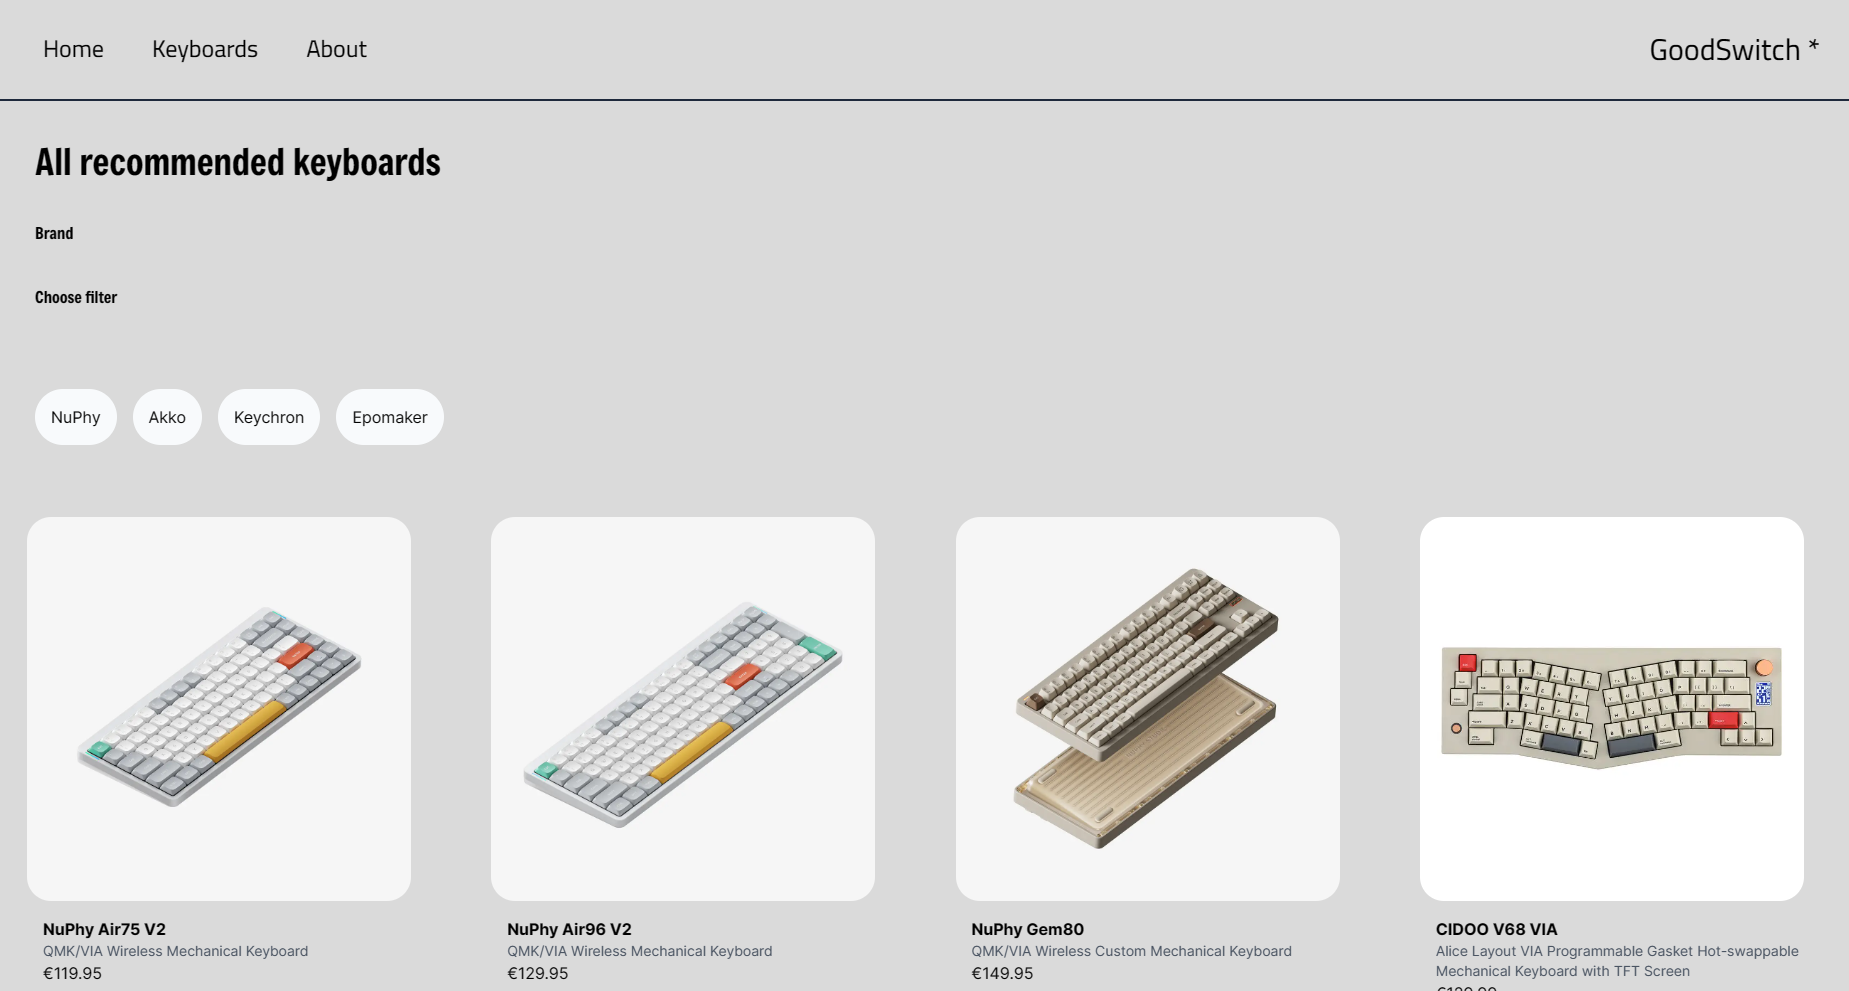 Home Keyboards About GoodSwitch *
All recommended keyboards
Brand
Choose filter
NuPhy Akko Keychron Epomaker
NuPhy Air75 V2
QMK/VIA Wireless Mechanical Keyboard
€119.95
NuPhy Air96 V2
QMK/VIA Wireless Mechanical Keyboard
€129.95
NuPhy Gem80
QMK/VIA Wireless Custom Mechanical Keyboard
€149.95
CIDOO V68 VIA
Alice Layout VIA Programmable Gasket Hot-swappable
Mechanical Keyboard with TFT Screen